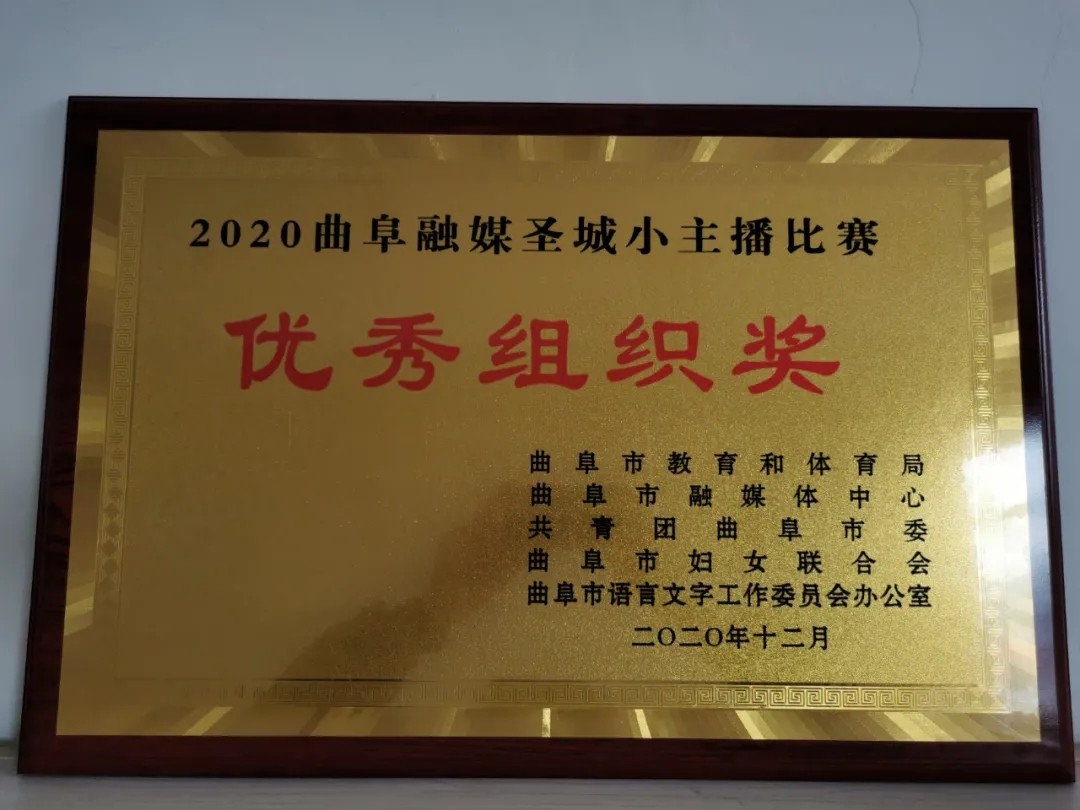 2020曲阜融媒圣城小主播比赛
优秀组织奖
曲阜市教育和体育局
曲阜市融媒体中心
共青团曲阜市委
曲阜市妇女联合会
曲阜市语言文字工作委员会办公室
二〇二〇年十二月